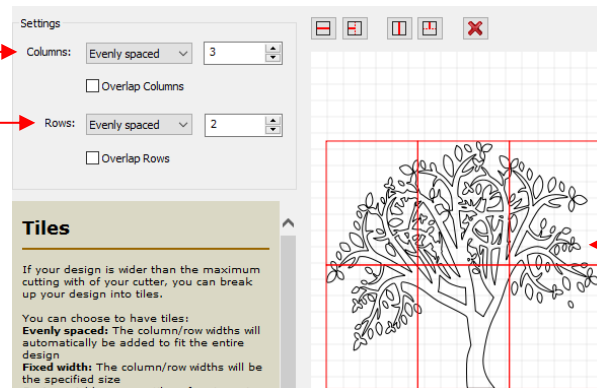 Settings
Columns: Evenly spaced 3
Overlap Columns
Rows: Evenly spaced 2
Overlap Rows
Tiles
If your design is wider than the maximum
cutting with of your cutter, you can break
up your design into tiles.
You can choose to have tiles:
Evenly spaced: The column/row widths will
automatically be added to fit the entire
design
Fixed width: The column/row widths will be
the specified size